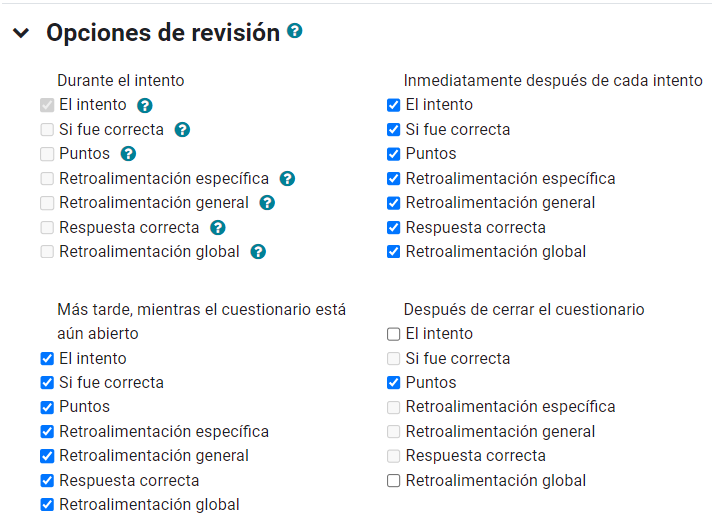 Opciones de revisión ?
Durante el intento
El intento ?
Si fue correcta ?
Puntos ?
Retroalimentación específica ?
Retroalimentación general ?
Respuesta correcta ?
Retroalimentación global ?
Inmediatamente después de cada intento
El intento
Si fue correcta
Puntos
Retroalimentación específica
Retroalimentación general
Respuesta correcta
Retroalimentación global
Más tarde, mientras el cuestionario está
aún abierto
El intento
Si fue correcta
Puntos
Retroalimentación específica
Retroalimentación general
Respuesta correcta
Retroalimentación global
Después de cerrar el cuestionario
El intento
Si fue correcta
Puntos
Retroalimentación específica
Retroalimentación general
Respuesta correcta
Retroalimentación global